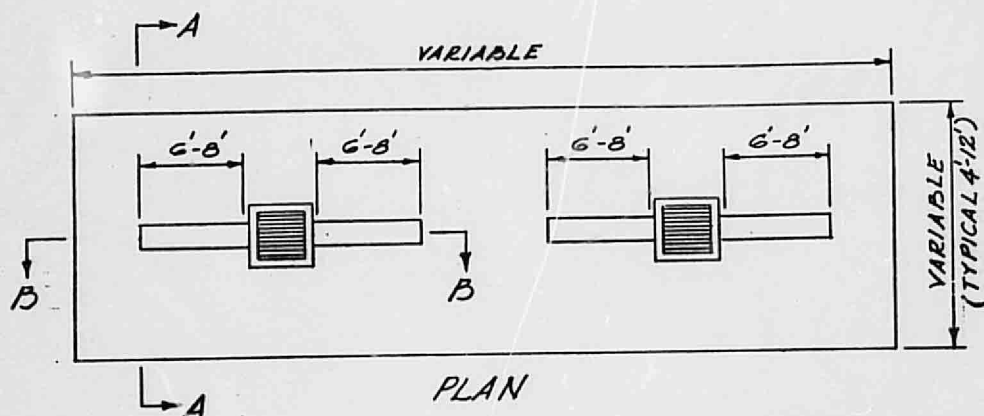 A
VARIABLE
6'-8' 6'-8' 6'-8' 6'-8'
VARIABLE
(TYPICAL 4'-12')
B B
PLAN
A